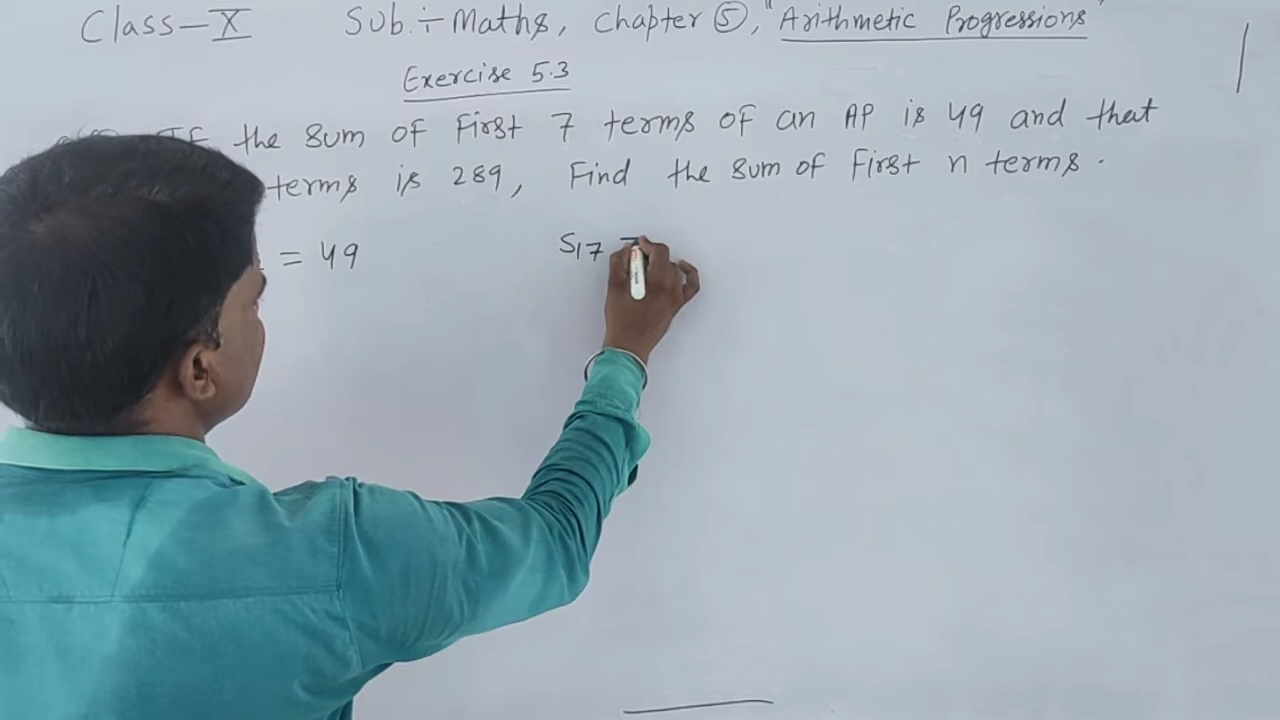 Class-X Sub.÷Maths, Chapter ⑤, "Arithmetic Progressions"
Exercise 5.3
If the sum of First 7 terms of an AP is 49 and that
terms is 289, Find the sum of First n terms.
= 49 S17 =